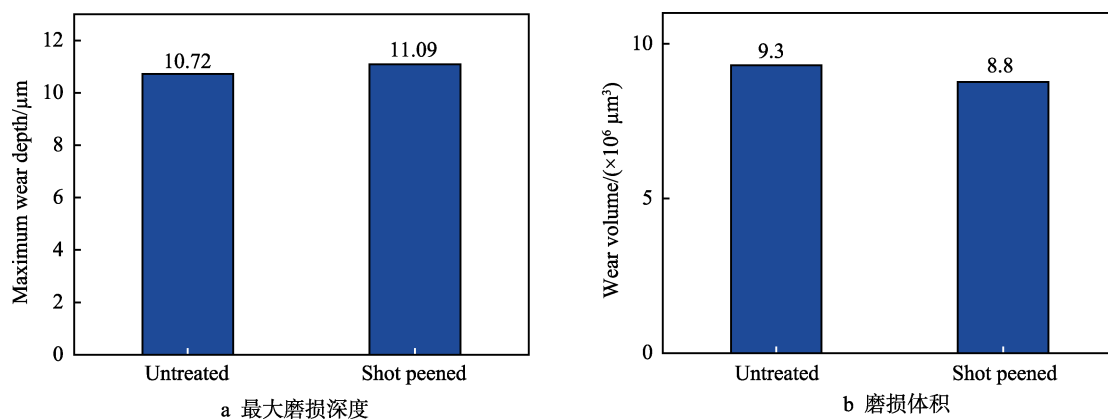 Maximum wear depth/μm
12
10
8
6
4
2
0
10.72
11.09
Untreated
Shot peened
a 最大磨损深度
Wear volume/(×10⁶ μm³)
10
5
0
9.3
8.8
Untreated
Shot peened
b 磨损体积